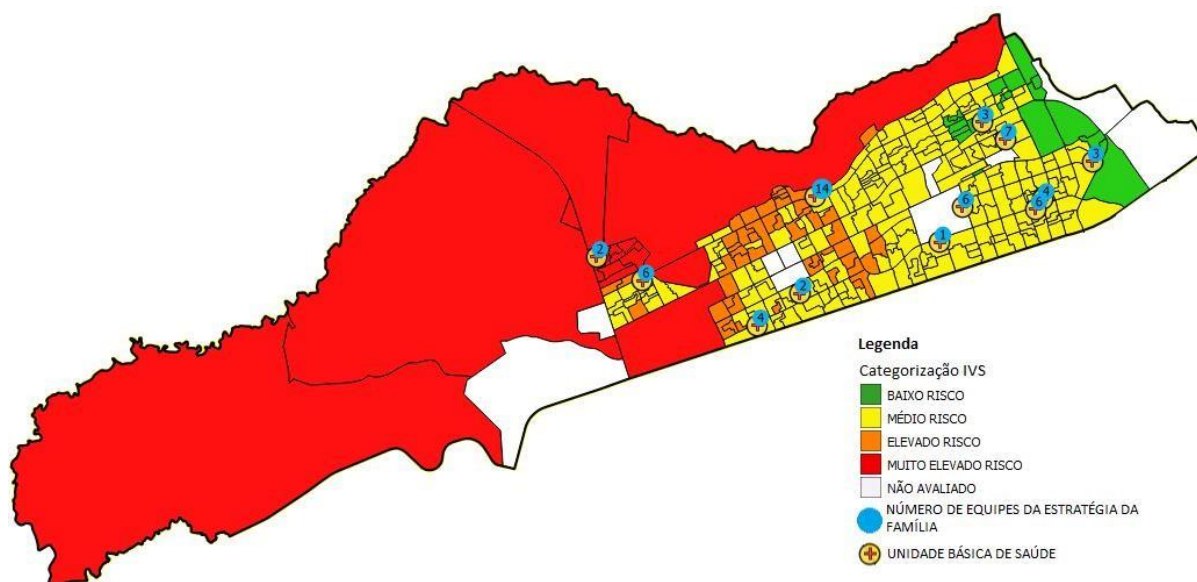 3
7
3
14
4
6
6
1
2
6
2
4
Legenda
Categorização IVS
BAIXO RISCO
MÉDIO RISCO
ELEVADO RISCO
MUITO ELEVADO RISCO
NÃO AVALIADO
NÚMERO DE EQUIPES DA ESTRATÉGIA DA
FAMÍLIA
UNIDADE BÁSICA DE SAÚDE